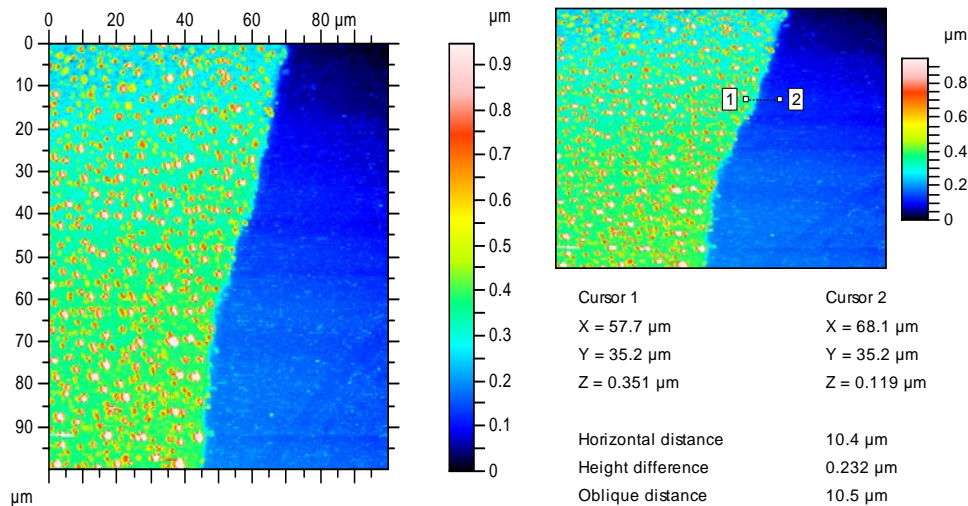 0 20 40 60 80 µm
0
10
20
30
40
50
60
70
80
90
µm
µm
0.9
0.8
0.7
0.6
0.5
0.4
0.3
0.2
0.1
0
1 2
µm
0.8
0.6
0.4
0.2
0
Cursor 1 Cursor 2
X = 57.7 µm X = 68.1 µm
Y = 35.2 µm Y = 35.2 µm
Z = 0.351 µm Z = 0.119 µm
Horizontal distance 10.4 µm
Height difference 0.232 µm
Oblique distance 10.5 µm